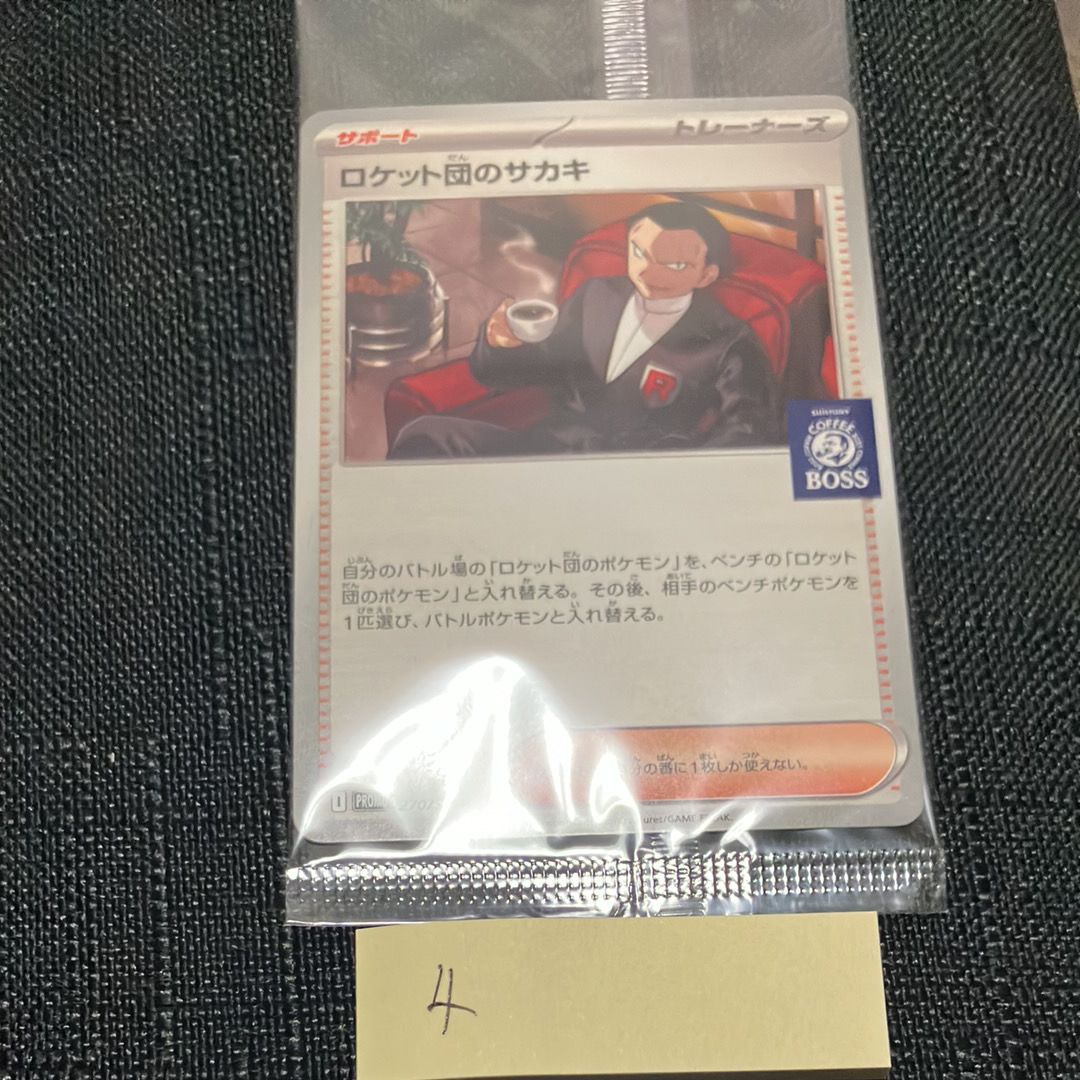 サポート
トレーナーズ
ロケット団のサカキ
R
SUNTORY
COFFEE
BOSS
自分のバトル場の「ロケット団のポケモン」を、ベンチの「ロケット
団のポケモン」と入れ替える。その後、相手のベンチポケモンを
1匹選び、バトルポケモンと入れ替える。
分の番に1枚しか使えない。
I PROMO 270/
ures/GAME FREAK.
4